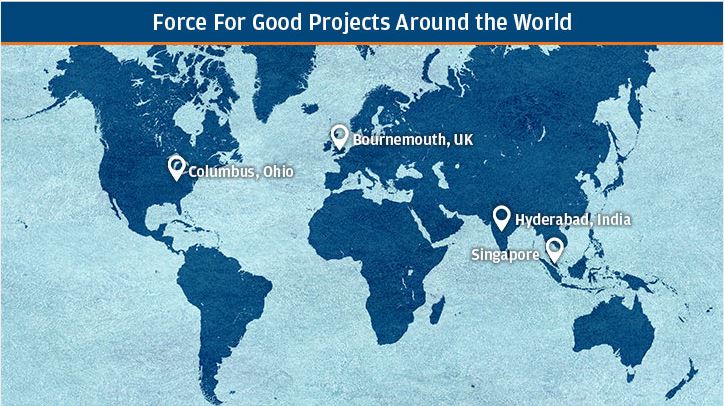 Force For Good Projects Around the World
Bournemouth, UK
Columbus, Ohio
Hyderabad, India
Singapore